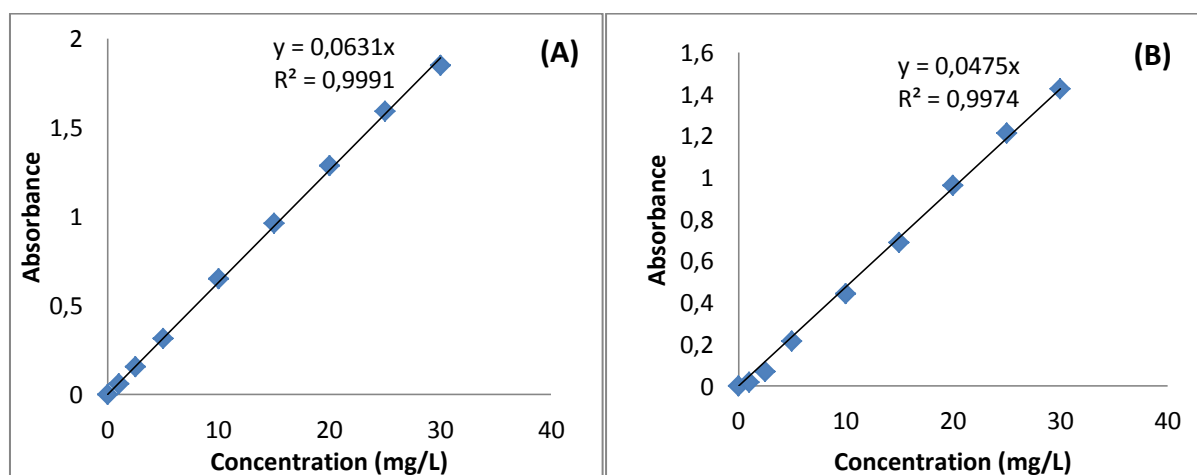 (A)
y = 0,0631x
R² = 0,9991
2
1,5
1
0,5
0
0 10 20 30 40
Absorbance
Concentration (mg/L)
(B)
y = 0,0475x
R² = 0,9974
1,6
1,4
1,2
1
0,8
0,6
0,4
0,2
0
0 10 20 30 40
Absorbance
Concentration (mg/L)